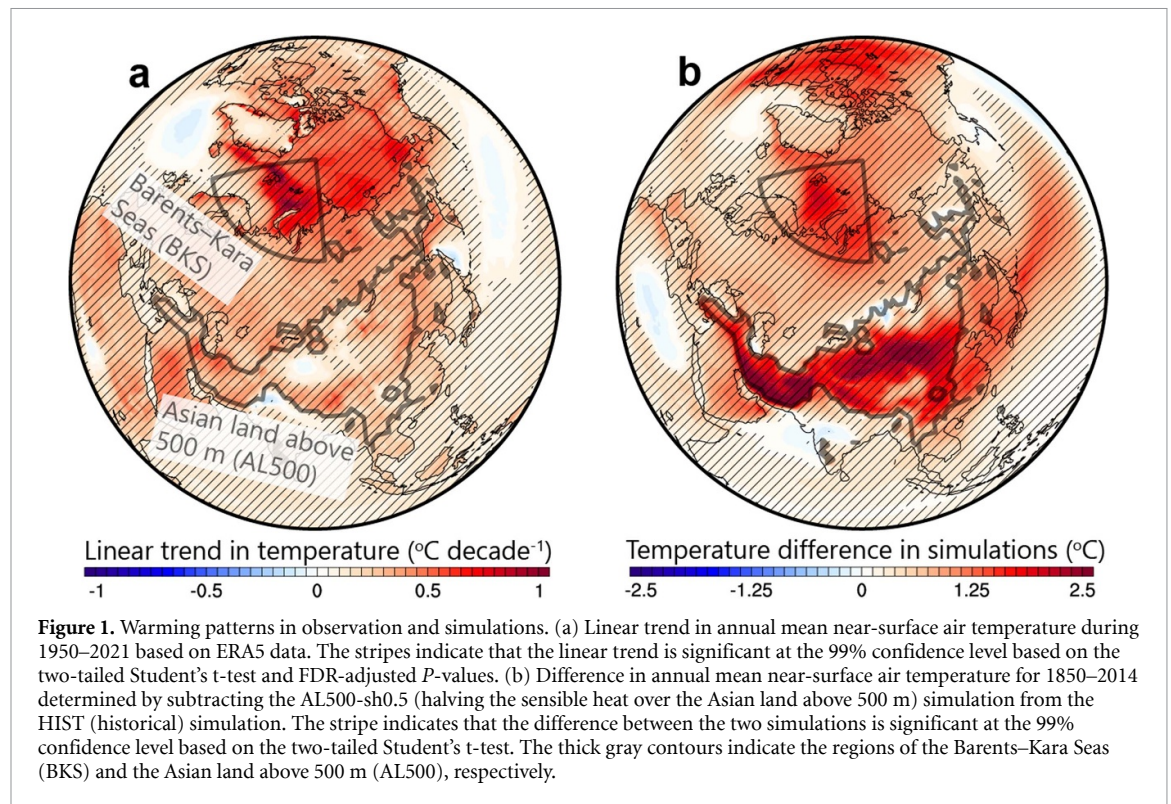 a
b
Barents–Kara
Seas (BKS)
Asian land above
500 m (AL500)
Linear trend in temperature (°C decade⁻¹)
-1 -0.5 0 0.5 1
Temperature difference in simulations (°C)
-2.5 -1.25 0 1.25 2.5
Figure 1. Warming patterns in observation and simulations. (a) Linear trend in annual mean near-surface air temperature during
1950–2021 based on ERA5 data. The stripes indicate that the linear trend is significant at the 99% confidence level based on the
two-tailed Student's t-test and FDR-adjusted P-values. (b) Difference in annual mean near-surface air temperature for 1850–2014
determined by subtracting the AL500-sh0.5 (halving the sensible heat over the Asian land above 500 m) simulation from the
HIST (historical) simulation. The stripe indicates that the difference between the two simulations is significant at the 99%
confidence level based on the two-tailed Student's t-test. The thick gray contours indicate the regions of the Barents–Kara Seas
(BKS) and the Asian land above 500 m (AL500), respectively.